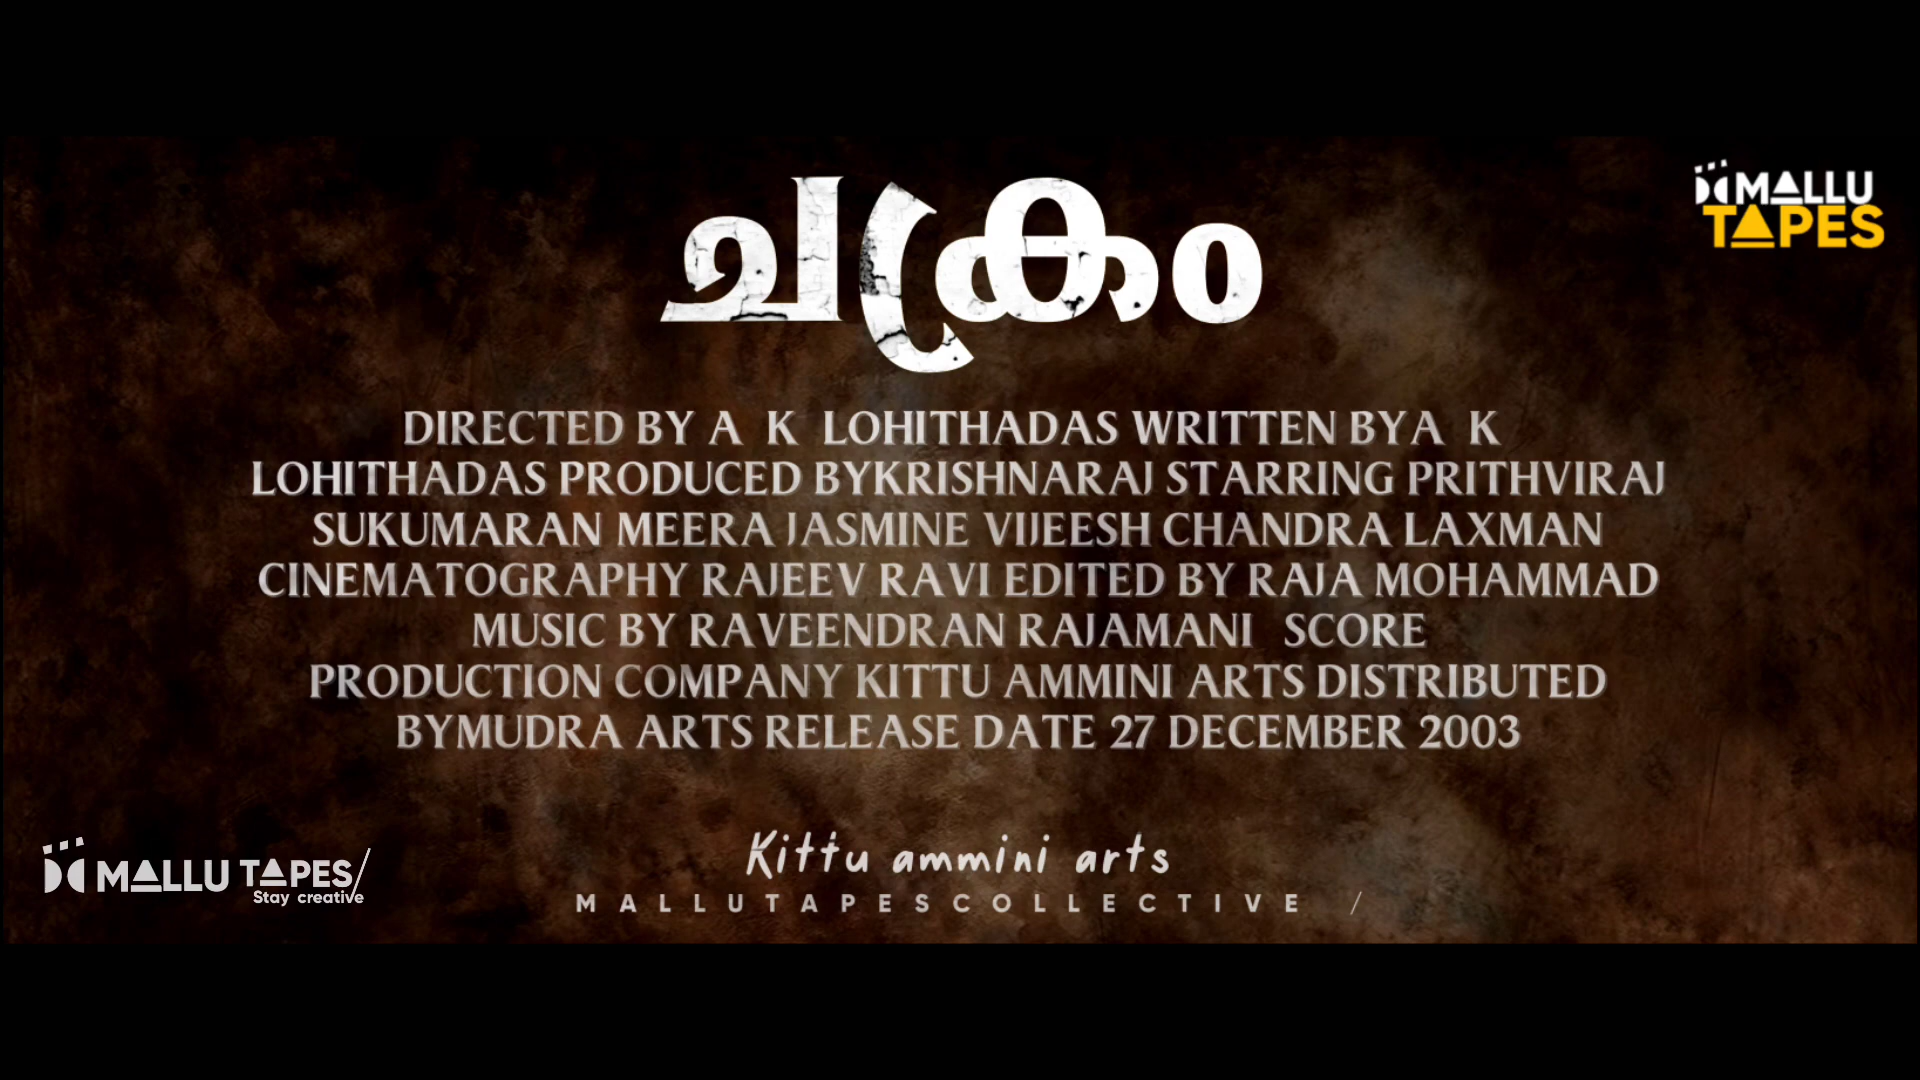 ചക്രം
MALLU
TAPES
DIRECTED BY A K LOHITHADAS WRITTEN BYA K
LOHITHADAS PRODUCED BYKRISHNARAJ STARRING PRITHVIRAJ
SUKUMARAN MEERA JASMINE VIJEESH CHANDRA LAXMAN
CINEMATOGRAPHY RAJEEV RAVI EDITED BY RAJA MOHAMMAD
MUSIC BY RAVEENDRAN RAJAMANI SCORE
PRODUCTION COMPANY KITTU AMMINI ARTS DISTRIBUTED
BYMUDRA ARTS RELEASE DATE 27 DECEMBER 2003
Kittu ammini arts
MALLU TAPES/
Stay creative
MALLUTAPESCOLLECTIVE /